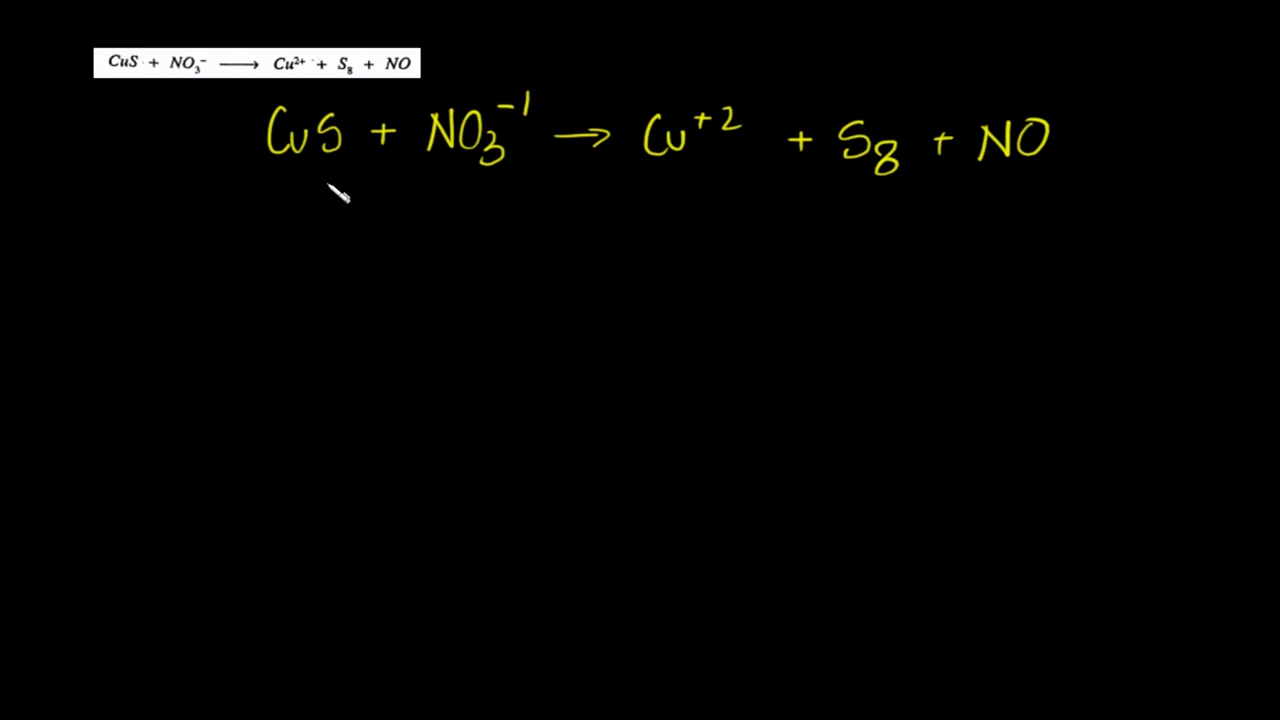 CuS + NO₃⁻ ⟶ Cu²⁺ + S₈ + NO
CuS + NO₃⁻¹ → Cu⁺² + S₈ + NO